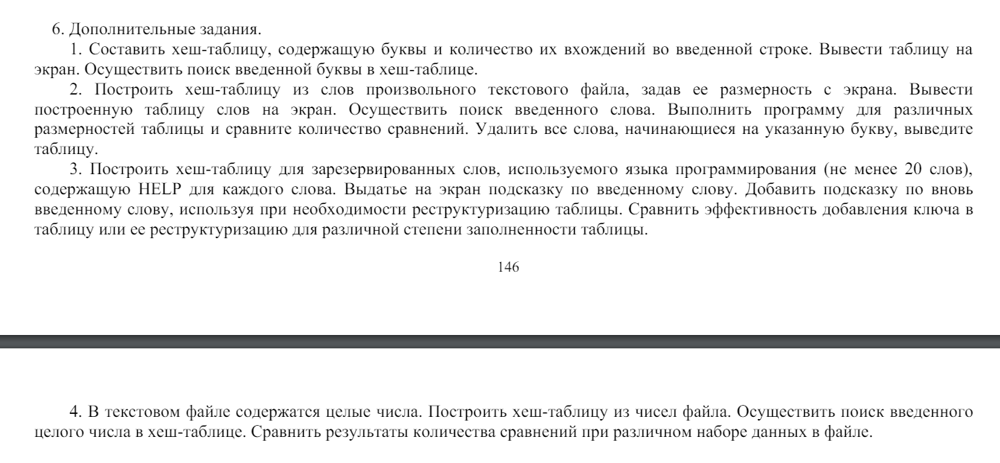 6. Дополнительные задания.
1. Составить хеш-таблицу, содержащую буквы и количество их вхождений во введенной строке. Вывести таблицу на
экран. Осуществить поиск введенной буквы в хеш-таблице.
2. Построить хеш-таблицу из слов произвольного текстового файла, задав ее размерность с экрана. Вывести
построенную таблицу слов на экран. Осуществить поиск введенного слова. Выполнить программу для различных
размерностей таблицы и сравните количество сравнений. Удалить все слова, начинающиеся на указанную букву, выведите
таблицу.
3. Построить хеш-таблицу для зарезервированных слов, используемого языка программирования (не менее 20 слов),
содержащую HELP для каждого слова. Выдатье на экран подсказку по введенному слову. Добавить подсказку по вновь
введенному слову, используя при необходимости реструктуризацию таблицы. Сравнить эффективность добавления ключа в
таблицу или ее реструктуризацию для различной степени заполненности таблицы.
146
4. В текстовом файле содержатся целые числа. Построить хеш-таблицу из чисел файла. Осуществить поиск введенного
целого числа в хеш-таблице. Сравнить результаты количества сравнений при различном наборе данных в файле.